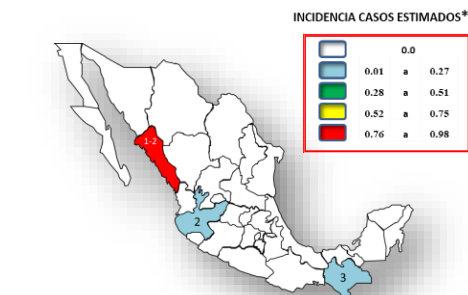 INCIDENCIA CASOS ESTIMADOS*
0.0
0.01 a 0.27
0.28 a 0.51
0.52 a 0.75
0.76 a 0.98
1-2
2
3